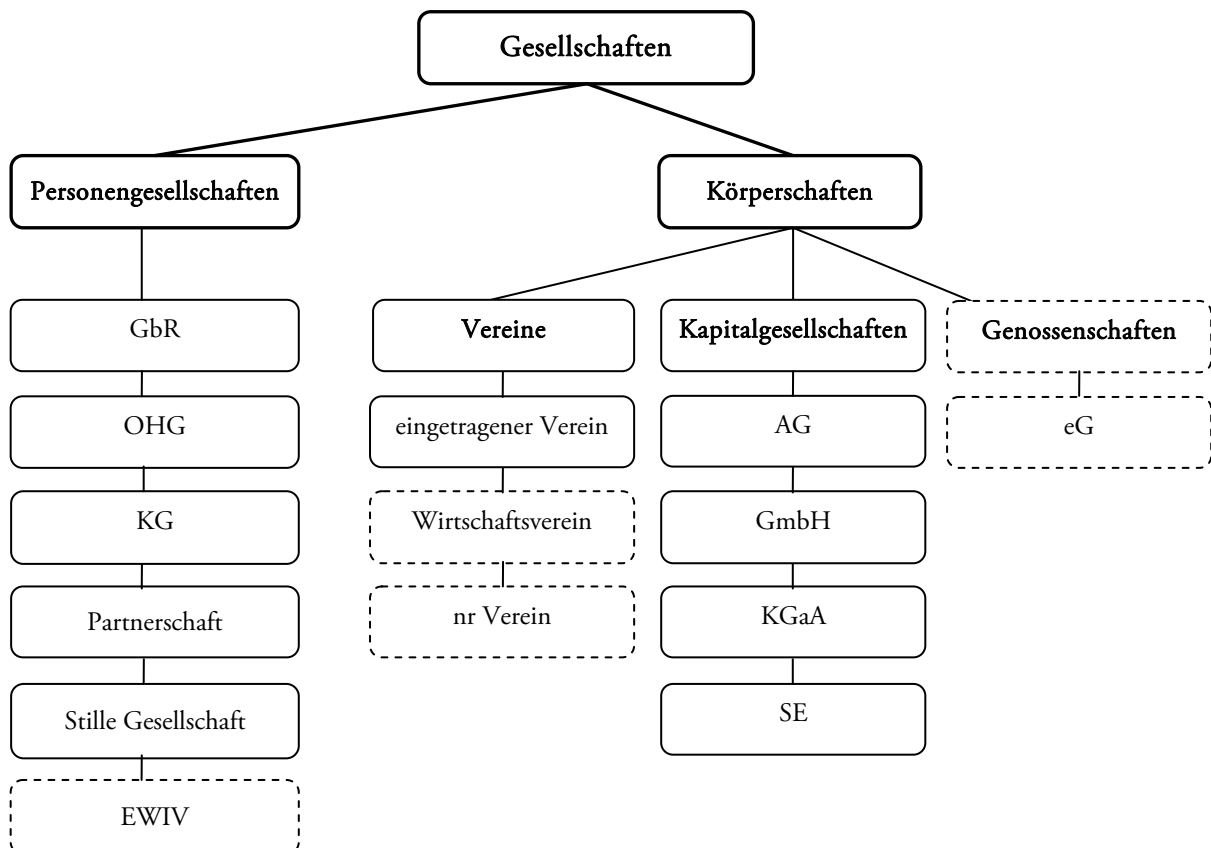 Gesellschaften
Personengesellschaften
Körperschaften
GbR
Vereine
Kapitalgesellschaften
Genossenschaften
OHG
eingetragener Verein
AG
eG
KG
Wirtschaftsverein
GmbH
Partnerschaft
nr Verein
KGaA
Stille Gesellschaft
SE
EWIV